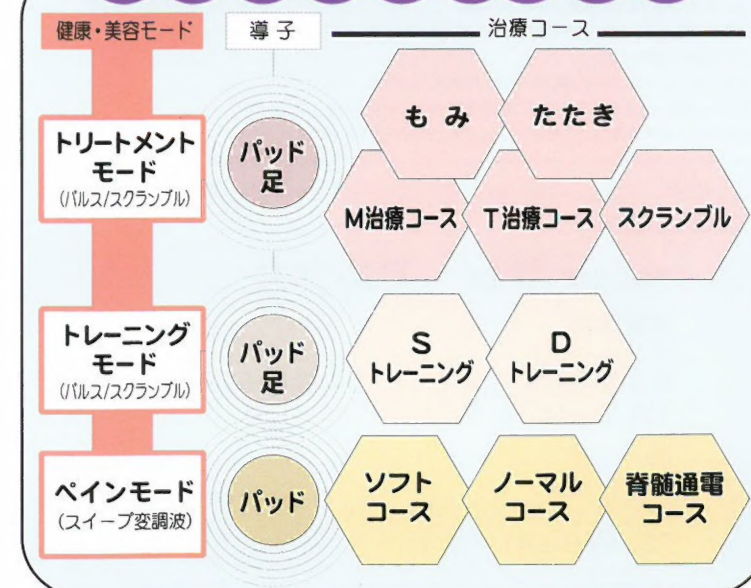 健康・美容モード
導子
治療コース
トリートメント
モード
(パルス/スクランブル)
パッド
足
もみ
たたき
M治療コース
T治療コース
スクランブル
トレーニング
モード
(パルス/スクランブル)
パッド
足
S
トレーニング
D
トレーニング
ペインモード
(スイープ変調波)
パッド
ソフト
コース
ノーマル
コース
脊髄通電
コース